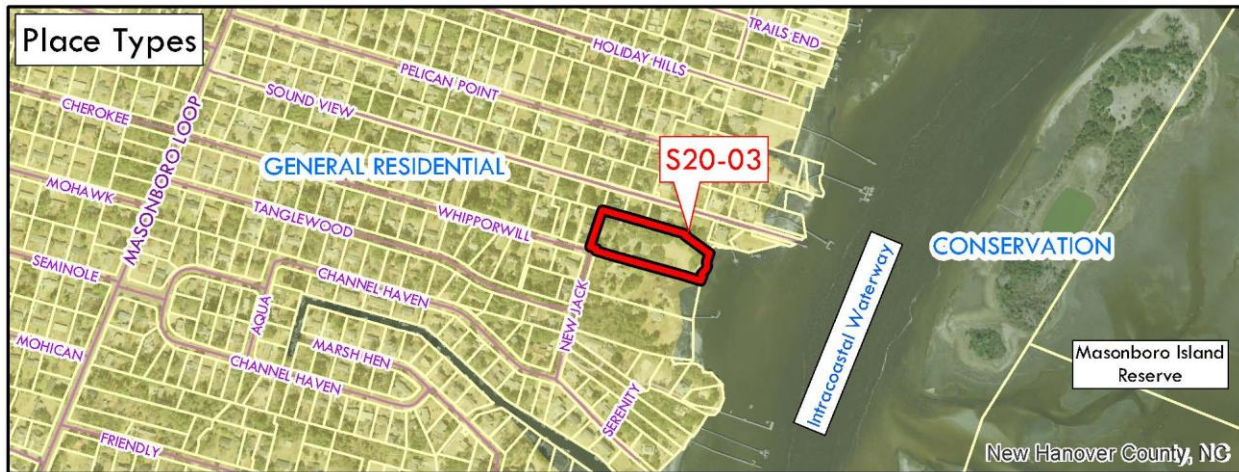 Place Types
TRAILS END
HOLIDAY HILLS
PELICAN POINT
SOUND VIEW
CHEROKEE
MASONBORO LOOP
GENERAL RESIDENTIAL
S20-03
MOHAWK
TANGLEWOOD
WHIPPORWILL
CONSERVATION
SEMINOLE
CHANNEL HAVEN
AQUA
NEW JACK
Intracoastal Waterway
MOHICAN
MARSH HEN
CHANNEL HAVEN
SERENITY
Masonboro Island
Reserve
FRIENDLY
New Hanover County, NC